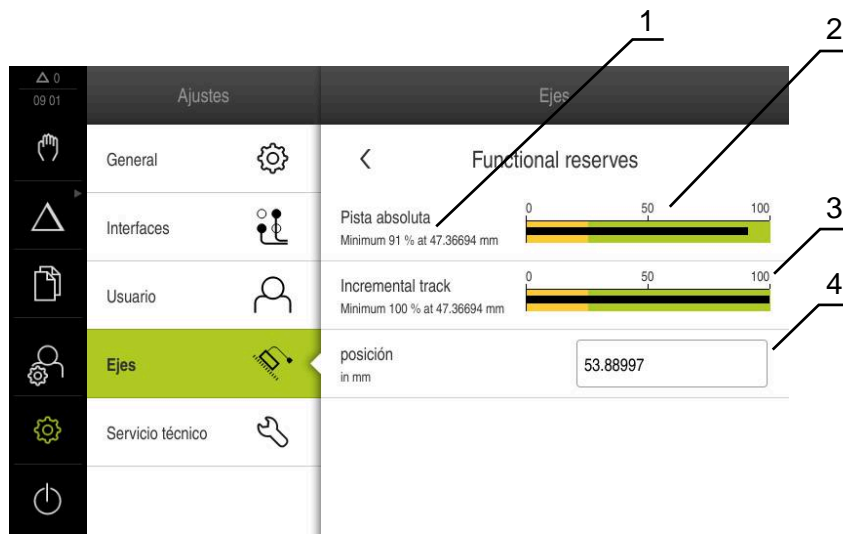 1
2
△ 0
09 01
Ajustes
Ejes
General
Functional reserves
Pista absoluta
Minimum 91 % at 47.36694 mm
0 50 100
3
Interfaces
Incremental track
Minimum 100 % at 47.36694 mm
0 50 100
4
Usuario
posición
in mm
53.88997
Ejes
Servicio técnico